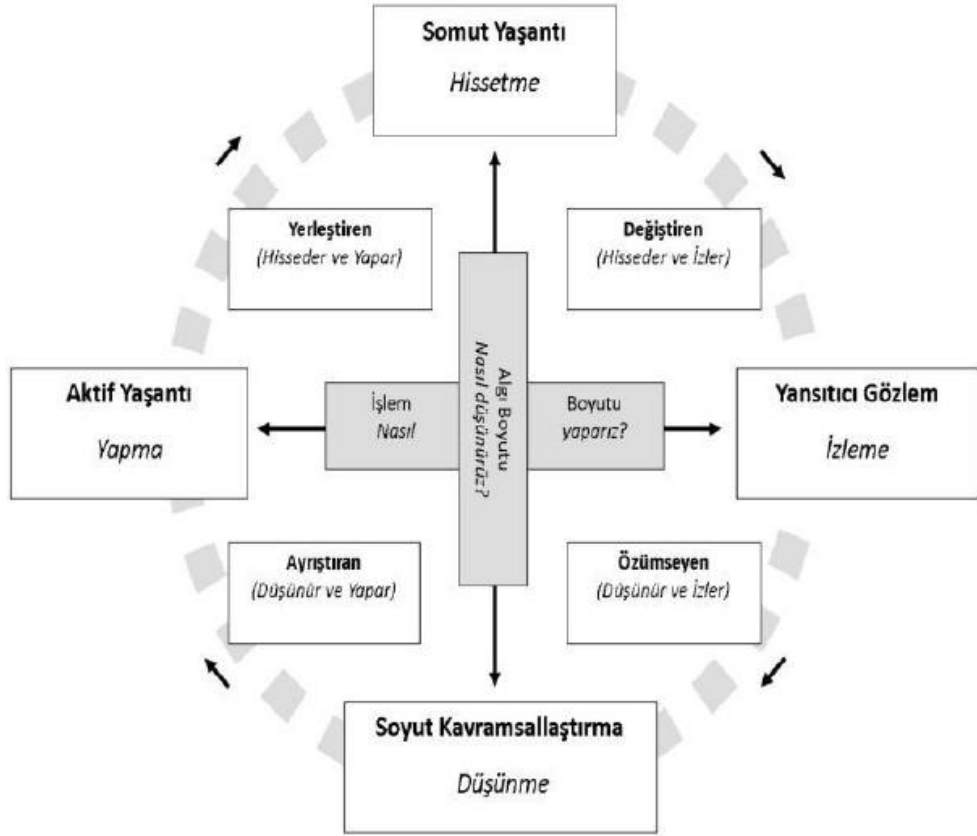 Somut Yaşantı
Hissetme
Yerleştiren
(Hisseder ve Yapar)
Değiştiren
(Hisseder ve İzler)
Aktif Yaşantı
Yapma
İşlem
Nasıl
Algı Boyutu
Nasıl düşünürüz?
Boyutu
yaparız?
Yansıtıcı Gözlem
İzleme
Ayrıştıran
(Düşünür ve Yapar)
Özümseyen
(Düşünür ve İzler)
Soyut Kavramsallaştırma
Düşünme